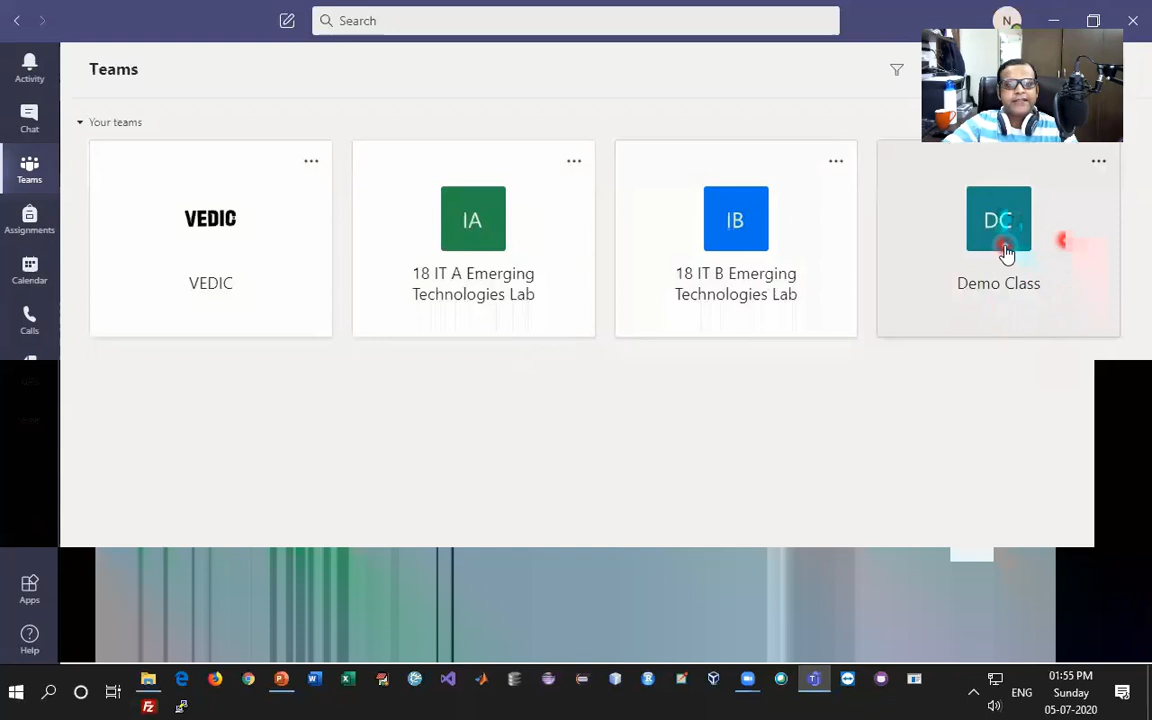 Search
N
Activity
Chat
Teams
Assignments
Calendar
Calls
Apps
Help
Teams
Your teams
VEDIC
VEDIC
IA
18 IT A Emerging
Technologies Lab
IB
18 IT B Emerging
Technologies Lab
DC
Demo Class
ENG
01:55 PM
Sunday
05-07-2020